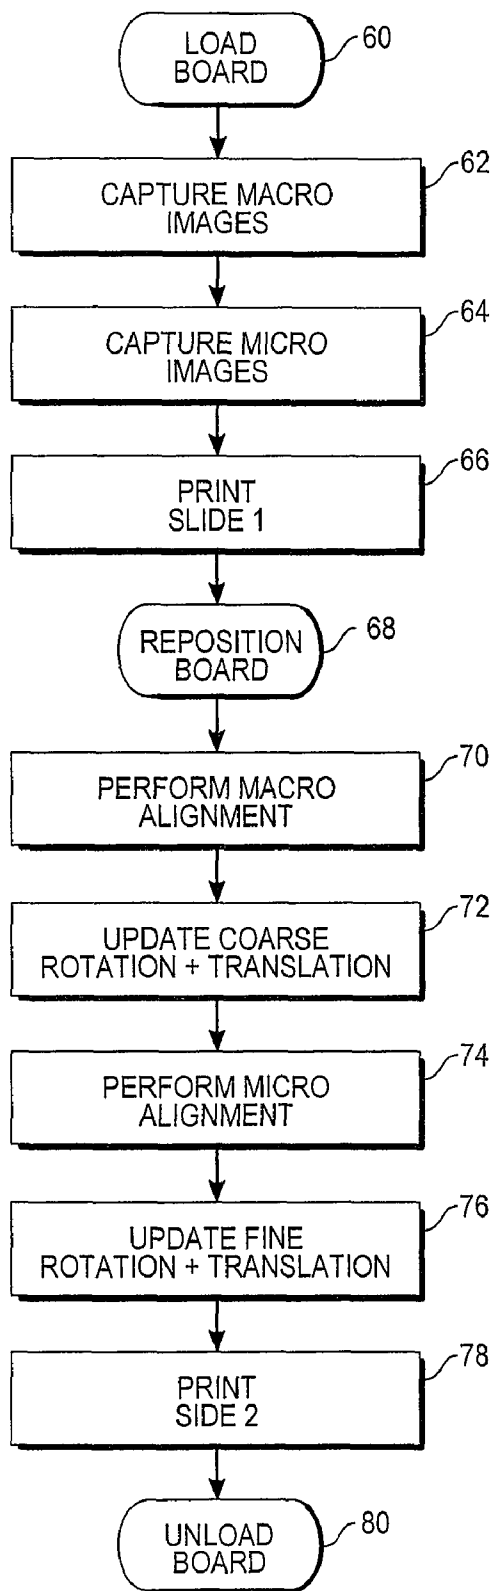 LOAD
BOARD
60
CAPTURE MACRO
IMAGES
62
CAPTURE MICRO
IMAGES
64
PRINT
SLIDE 1
66
REPOSITION
BOARD
68
PERFORM MACRO
ALIGNMENT
70
UPDATE COARSE
ROTATION + TRANSLATION
72
PERFORM MICRO
ALIGNMENT
74
UPDATE FINE
ROTATION + TRANSLATION
76
PRINT
SIDE 2
78
UNLOAD
BOARD
80